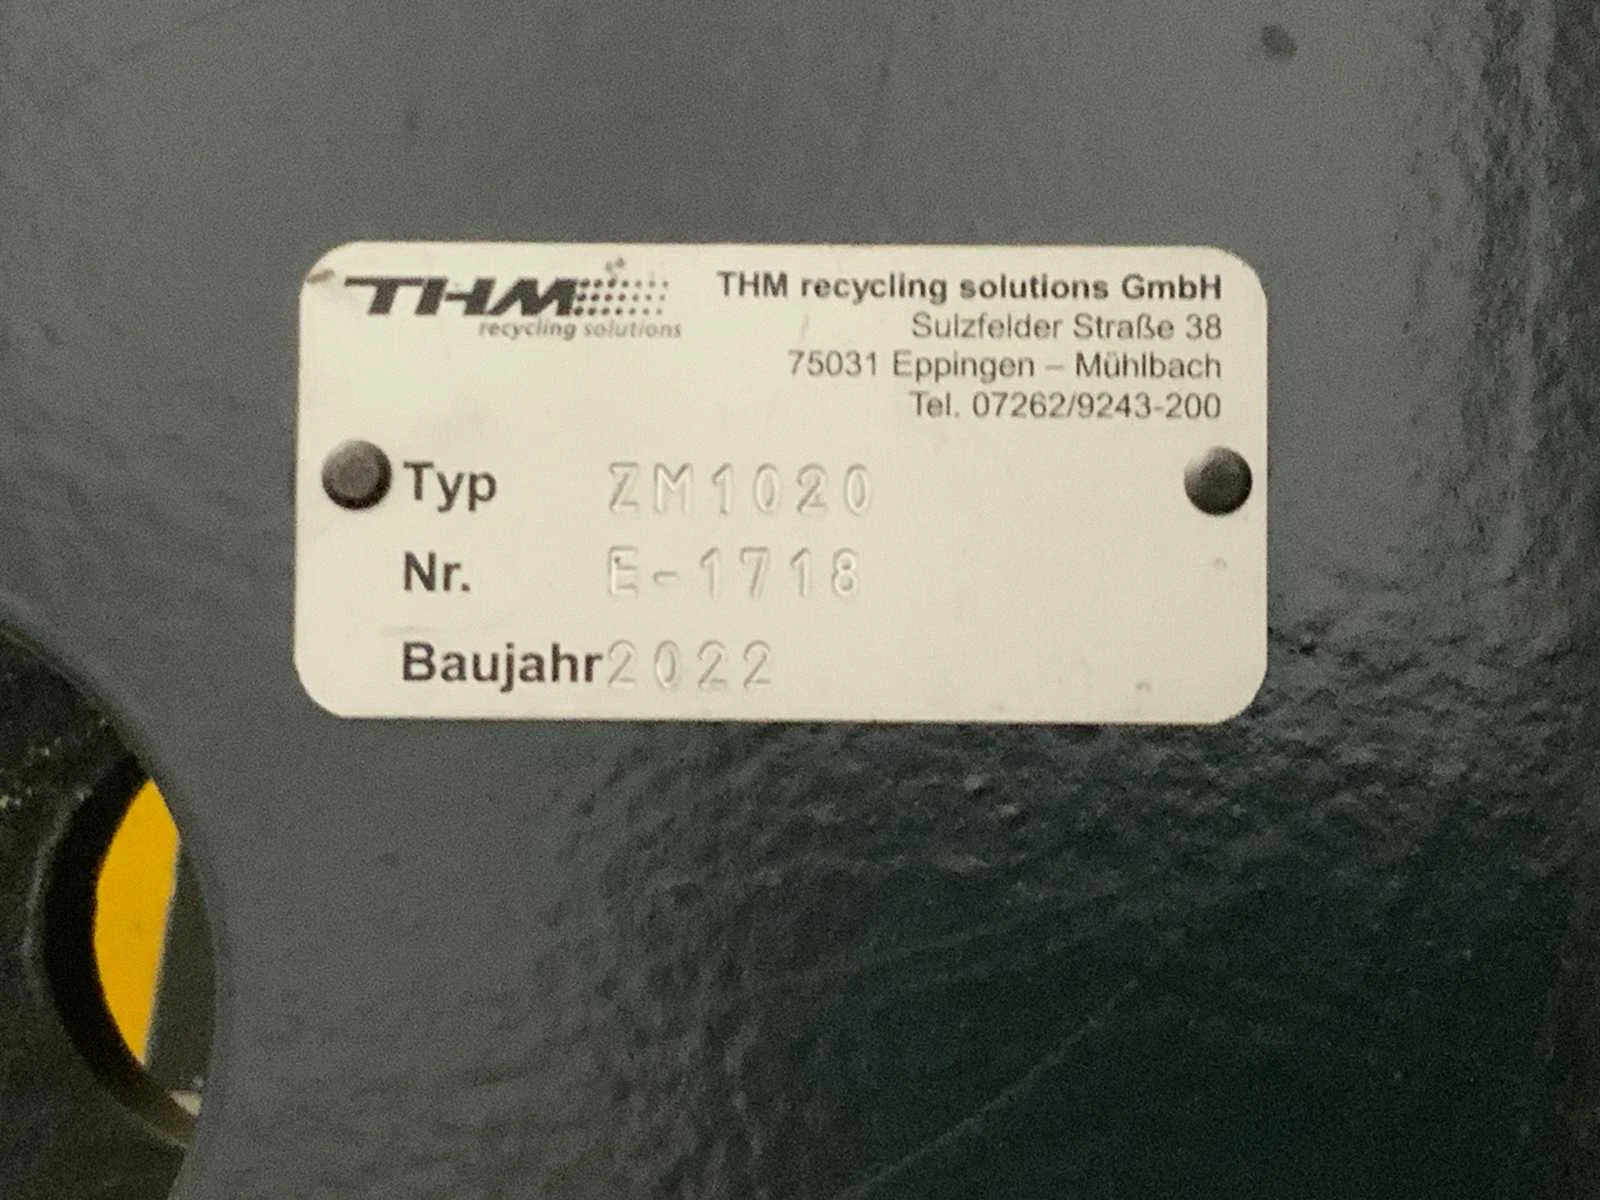 THM
recycling solutions
THM recycling solutions GmbH
Sulzfelder Straße 38
75031 Eppingen – Mühlbach
Tel. 07262/9243-200
Typ ZM1020
Nr. E-1718
Baujahr 2022